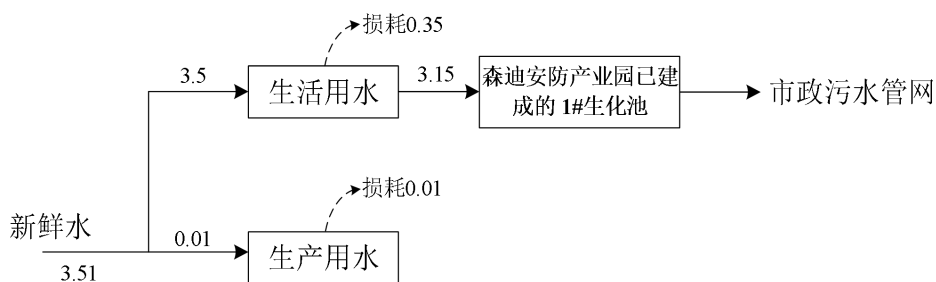 损耗0.35
3.5
生活用水
3.15
森迪安防产业园已建
成的 1#生化池
市政污水管网
损耗0.01
新鲜水
3.51
0.01
生产用水